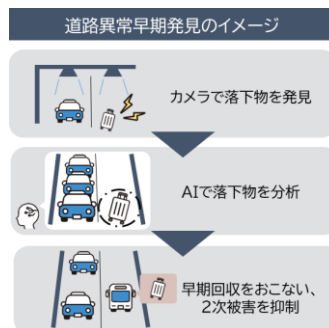 道路異常早期発見のイメージ
カメラで落下物を発見
AIで落下物を分析
早期回収をおこない、
2次被害を抑制